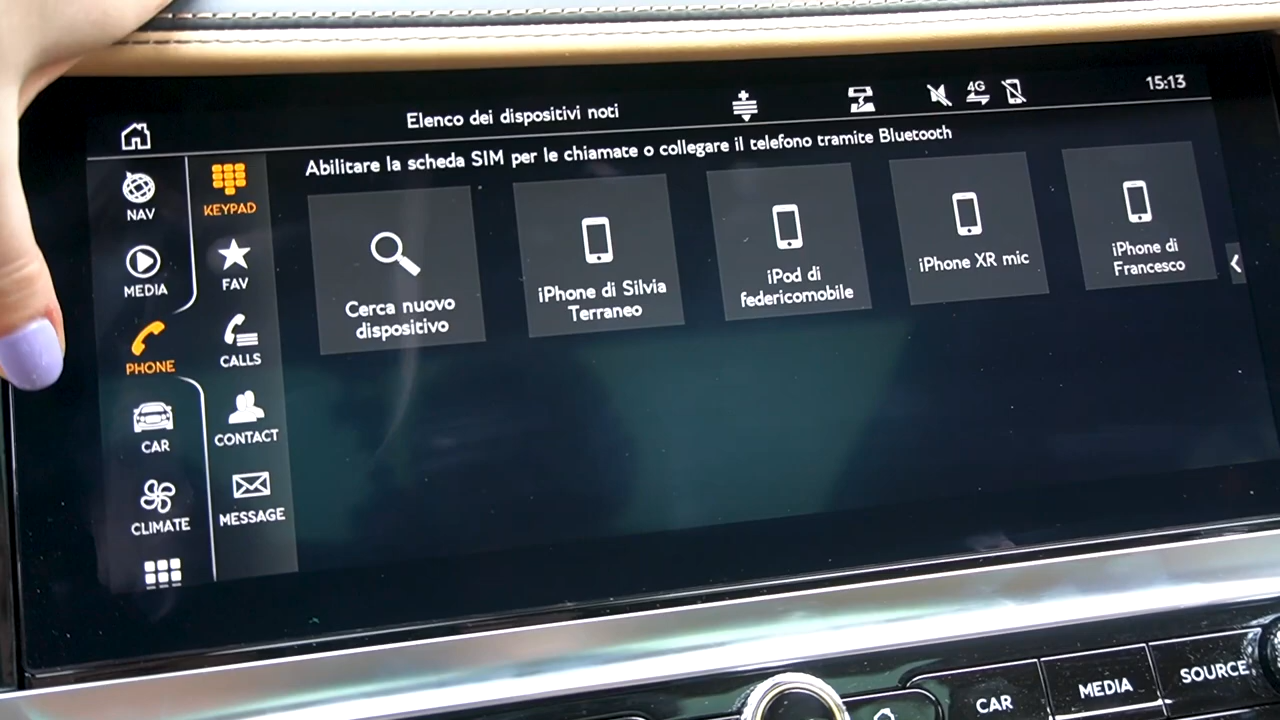 Elenco dei dispositivi noti
4G
15:13
Abilitare la scheda SIM per le chiamate o collegare il telefono tramite Bluetooth
NAV
MEDIA
PHONE
CAR
CLIMATE
KEYPAD
FAV
CALLS
CONTACT
MESSAGE
Cerca nuovo
dispositivo
iPhone di Silvia
Terraneo
iPod di
federicomobile
iPhone XR mic
iPhone di
Francesco
CAR
MEDIA
SOURCE